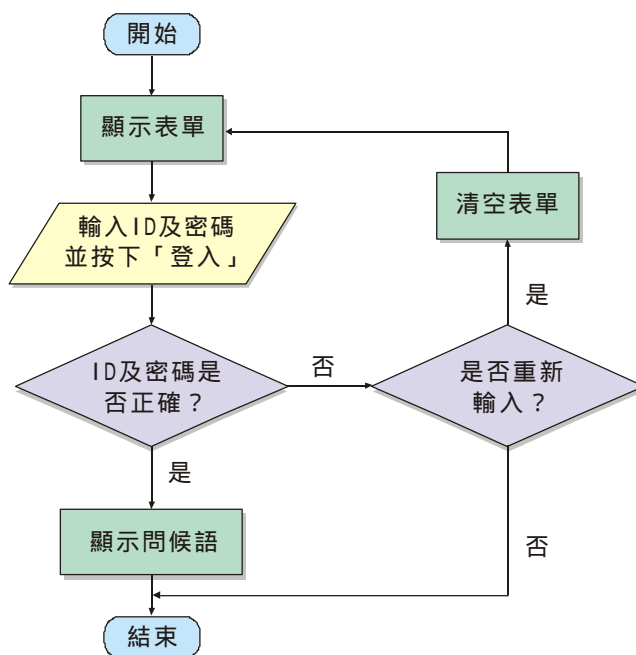 開始
顯示表單
清空表單
輸入ID及密碼
並按下「登入」
是
ID及密碼是
否正確？
否
是否重新
輸入？
是
顯示問候語
否
結束